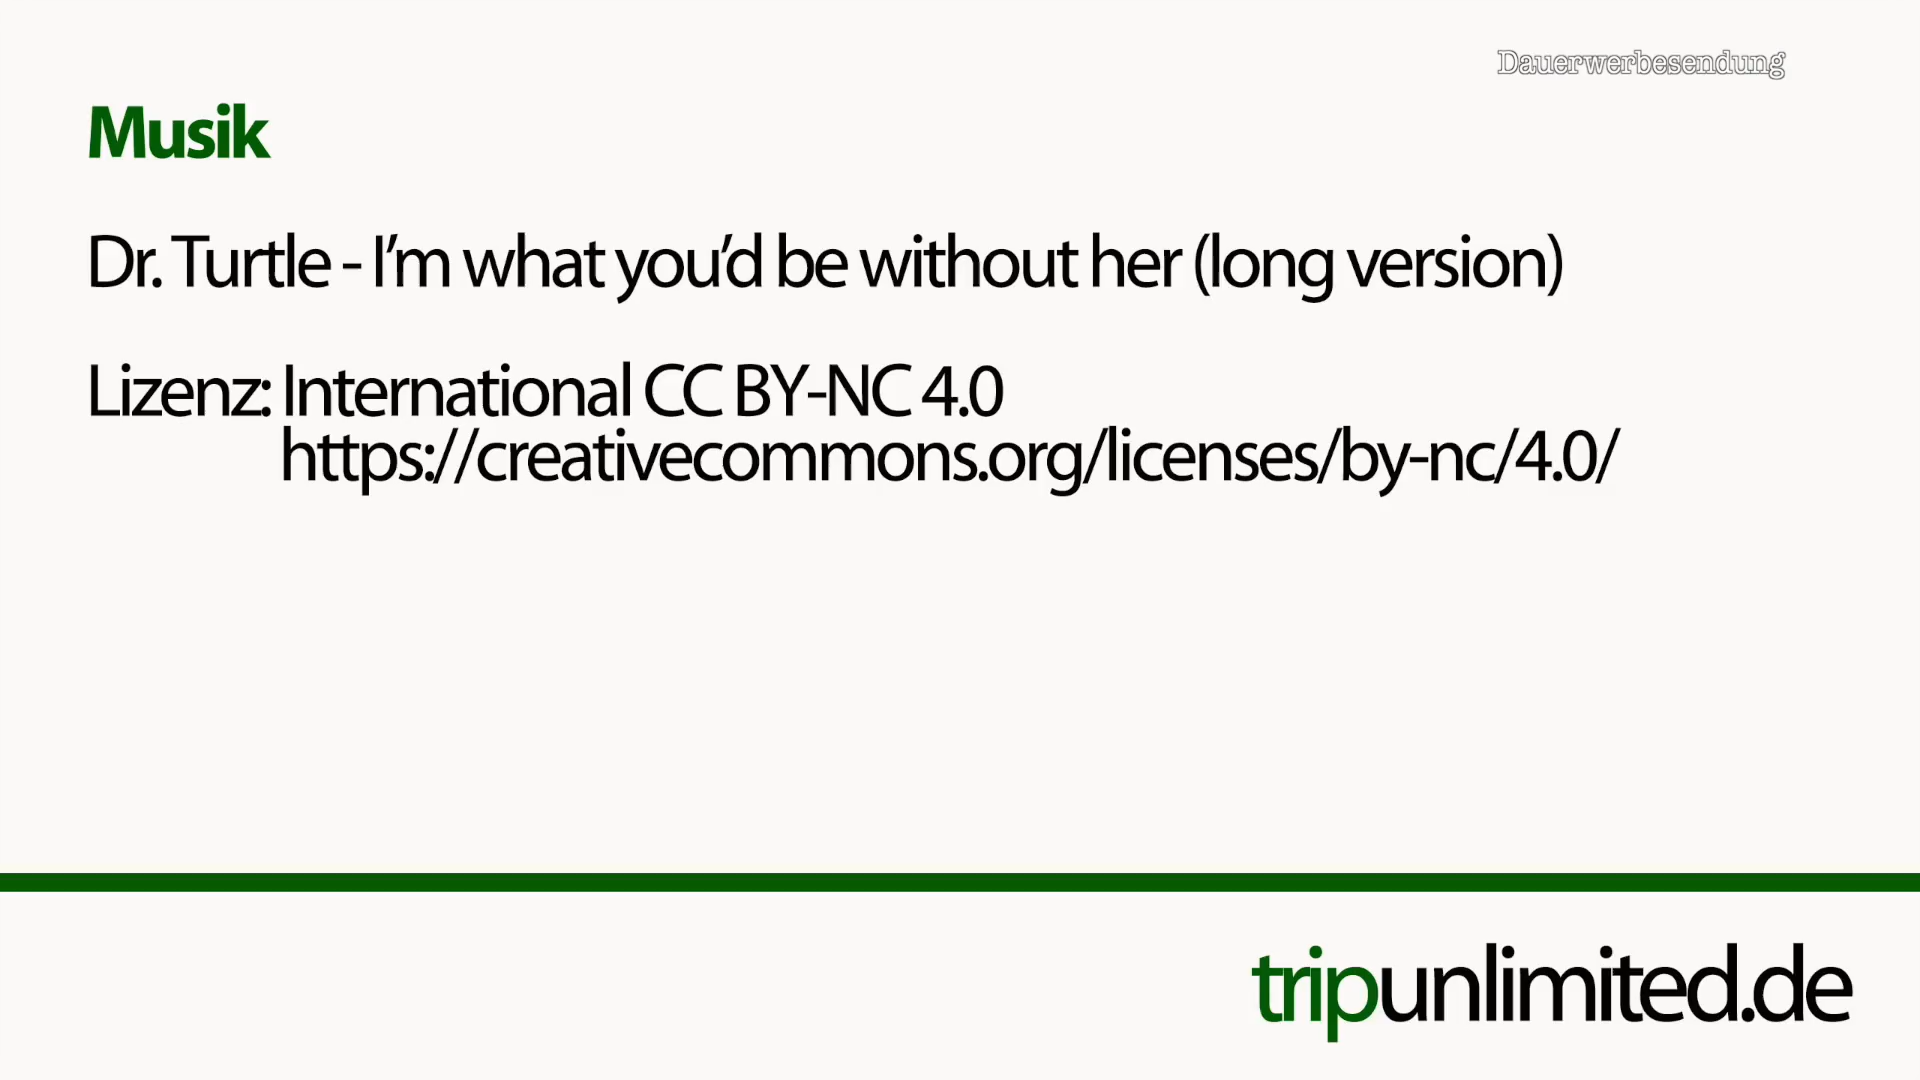 Dauerwerbesendung
Musik
Dr. Turtle - I’m what you’d be without her (long version)
Lizenz: International CC BY-NC 4.0
https://creativecommons.org/licenses/by-nc/4.0/
tripunlimited.de